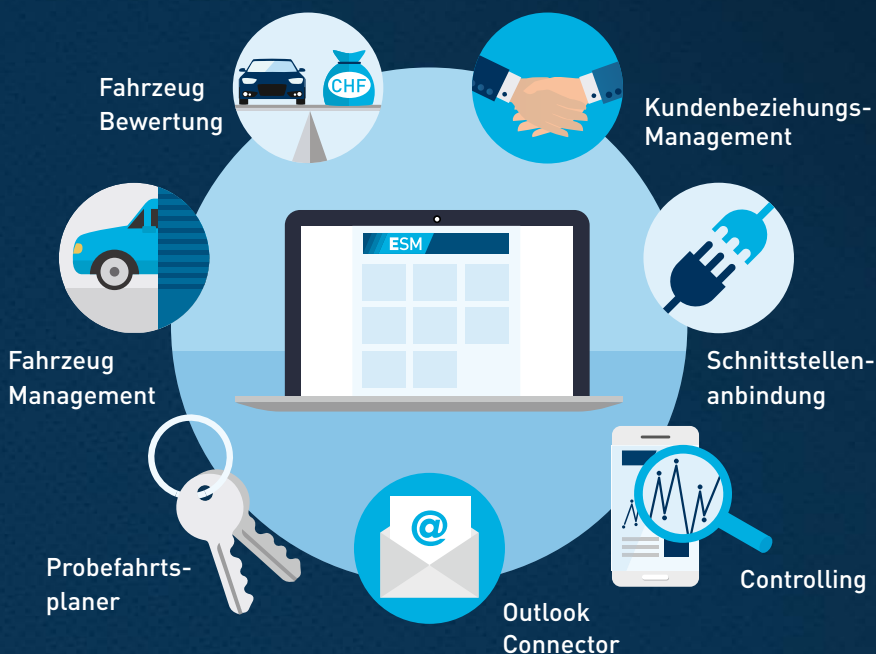 Fahrzeug
Bewertung
CHF
Kundenbeziehungs-
Management
ESM
Fahrzeug
Management
Schnittstellen-
anbindung
@
Probefahrts-
planer
Controlling
Outlook
Connector